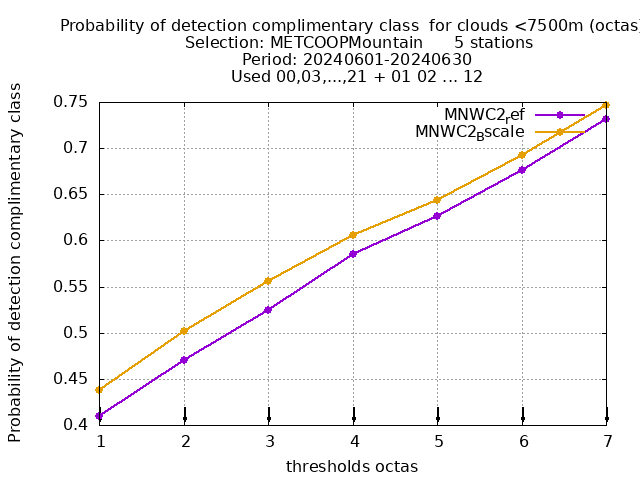 Probability of detection complimentary class  for clouds <7500m (octas)
Selection: METCOOPMountain      5 stations
Period: 20240601-20240630
Used 00,03,...,21 + 01 02 ... 12
Probability of detection complimentary class
0.75
0.7
0.65
0.6
0.55
0.5
0.45
0.4
MNWC2ref
MNWC2Bscale
1 2 3 4 5 6 7
thresholds octas